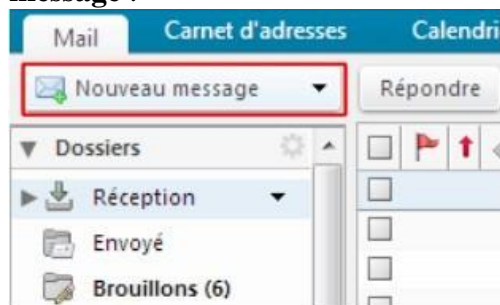 message :
Mail Carnet d'adresses Calendri
Nouveau message Répondre
Dossiers
Réception
Envoyé
Brouillons (6)